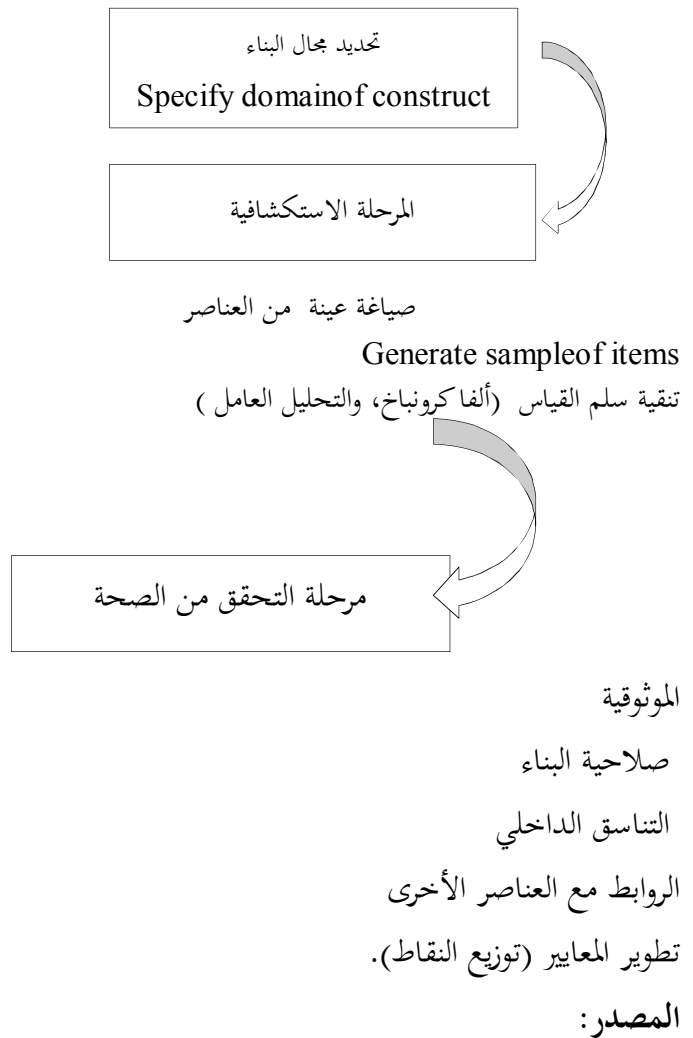 تحديد مجال البناء
Specify domainof construct
المرحلة الاستكشافية
صياغة عينة من العناصر
Generate sampleof items
تنقية سلم القياس (ألفا كرونباخ، والتحليل العامل )
مرحلة التحقق من الصحة
الموثوقية
صلاحية البناء
التناسق الداخلي
الروابط مع العناصر الأخرى
تطوير المعايير (توزيع النقاط).
المصدر: